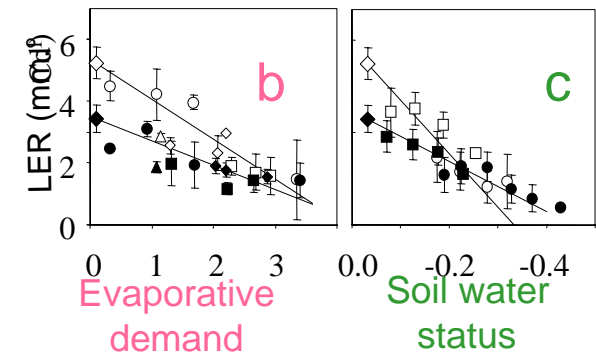 6
4
2
0
LER
b
c
0 1 2 3
0.0 -0.2 -0.4
Evaporative
demand
Soil water
status